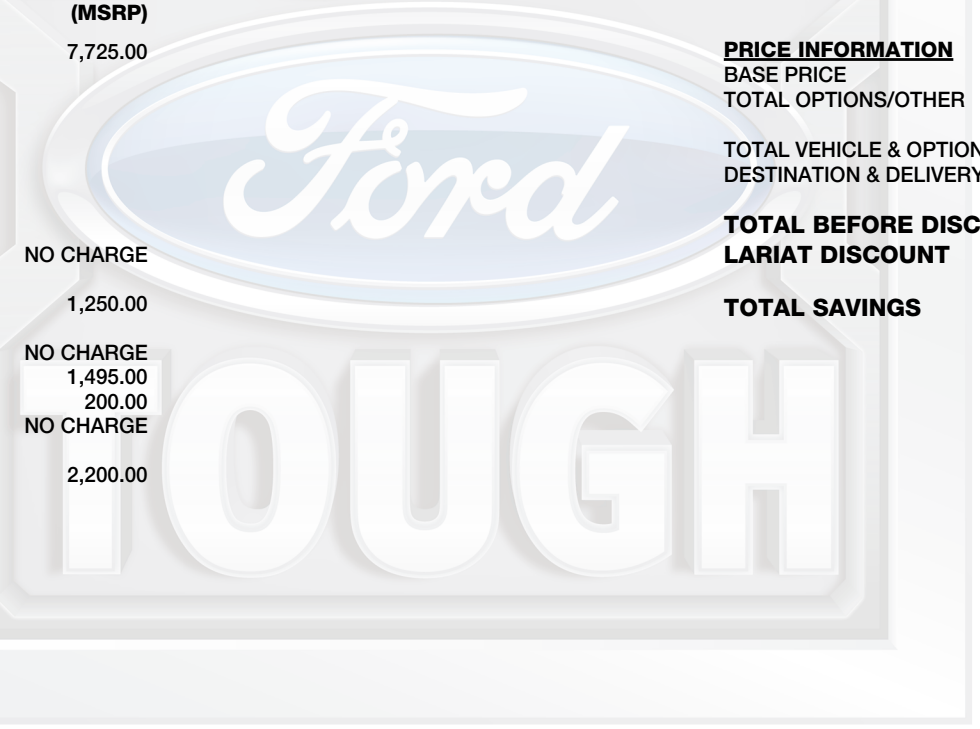 (MSRP)
7,725.00
NO CHARGE
1,250.00
NO CHARGE
1,495.00
200.00
NO CHARGE
2,200.00
PRICE INFORMATION
BASE PRICE
TOTAL OPTIONS/OTHER
TOTAL VEHICLE & OPTION
DESTINATION & DELIVERY
TOTAL BEFORE DISC
LARIAT DISCOUNT
TOTAL SAVINGS
Ford
TOUGH